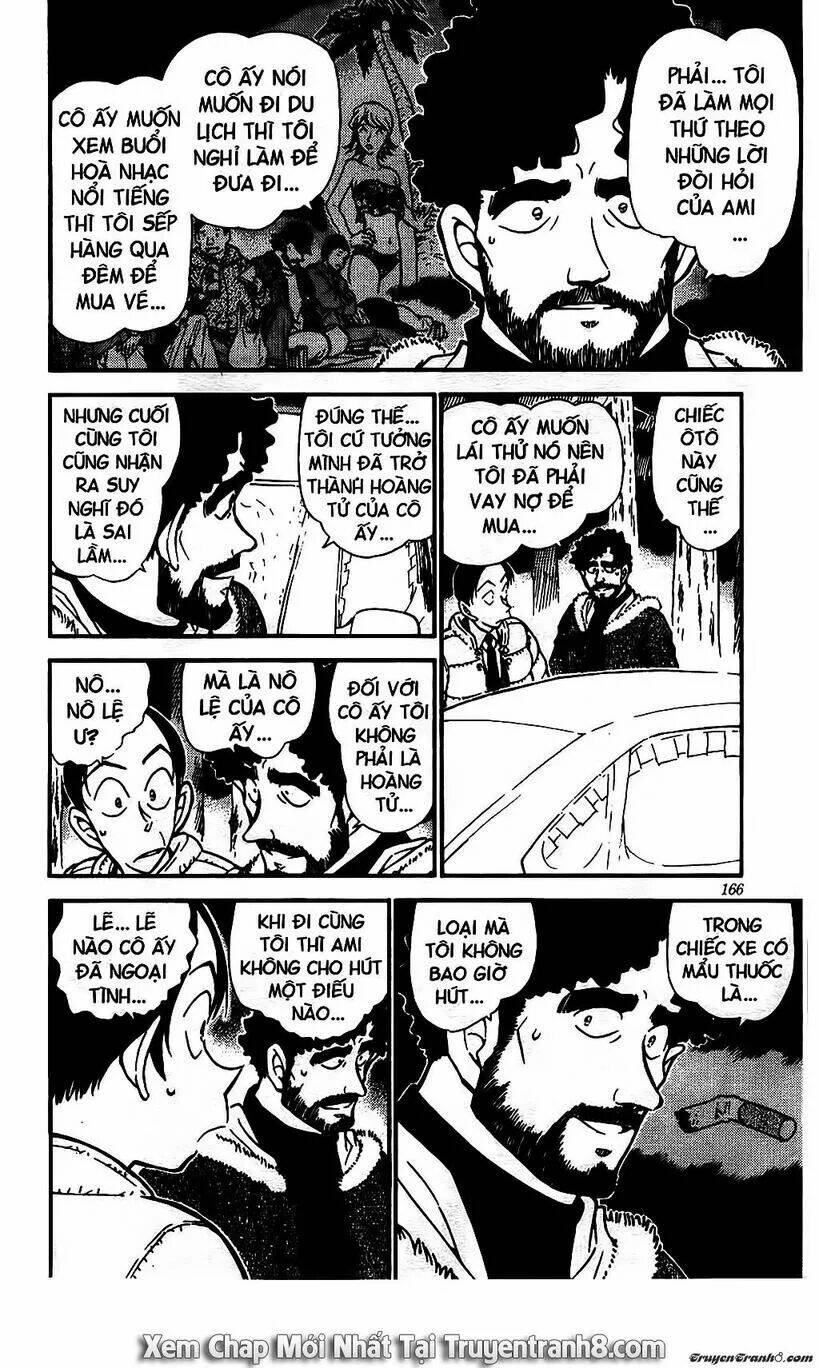 PHẢI... TÔI
ĐÃ LÀM MỌI
THỨ THEO
NHỮNG LỜI
ĐÒI HỎI
CỦA AMI
...
CÔ ẤY NÓI
MUỐN ĐI DU
LỊCH THÌ TÔI
NGHỈ LÀM ĐỂ
ĐƯA ĐI...
CÔ ẤY MUỐN
XEM BUỔI
HOÀ NHẠC
NỔI TIẾNG
THÌ TÔI SẾP
HÀNG QUA
ĐÊM ĐỂ
MUA VÉ...
CHIẾC
ÔTÔ
NÀY
CŨNG
THẾ
...
CÔ ẤY MUỐN
LÁI THỬ NÓ NÊN
TÔI ĐÃ PHẢI
VAY NỢ ĐỂ
MUA...
ĐÚNG THẾ...
TÔI CỨ TƯỞNG
MÌNH ĐÃ TRỞ
THÀNH HOÀNG
TỬ CỦA CÔ
ẤY...
NHƯNG CUỐI
CÙNG TÔI
CŨNG NHẬN
RA SUY
NGHĨ ĐÓ
LÀ SAI
LẦM...
ĐỐI VỚI
CÔ ẤY TÔI
KHÔNG
PHẢI LÀ
HOÀNG
TỬ...
MÀ LÀ NÔ
LỆ CỦA CÔ
ẤY...
NÔ...
NÔ LỆ
Ư?
166
TRONG
CHIẾC XE CÓ
MẨU THUỐC
LÀ...
LOẠI MÀ
TÔI KHÔNG
BAO GIỜ
HÚT...
KHI ĐI CÙNG
TÔI THÌ AMI
KHÔNG CHO HÚT
MỘT ĐIẾU
NÀO...
LẼ... LẼ
NÀO CÔ ẤY
ĐÃ NGOẠI
TÌNH...
Xem Chap Mới Nhất Tại Truyentranh8.com
TruyenTranh8.com